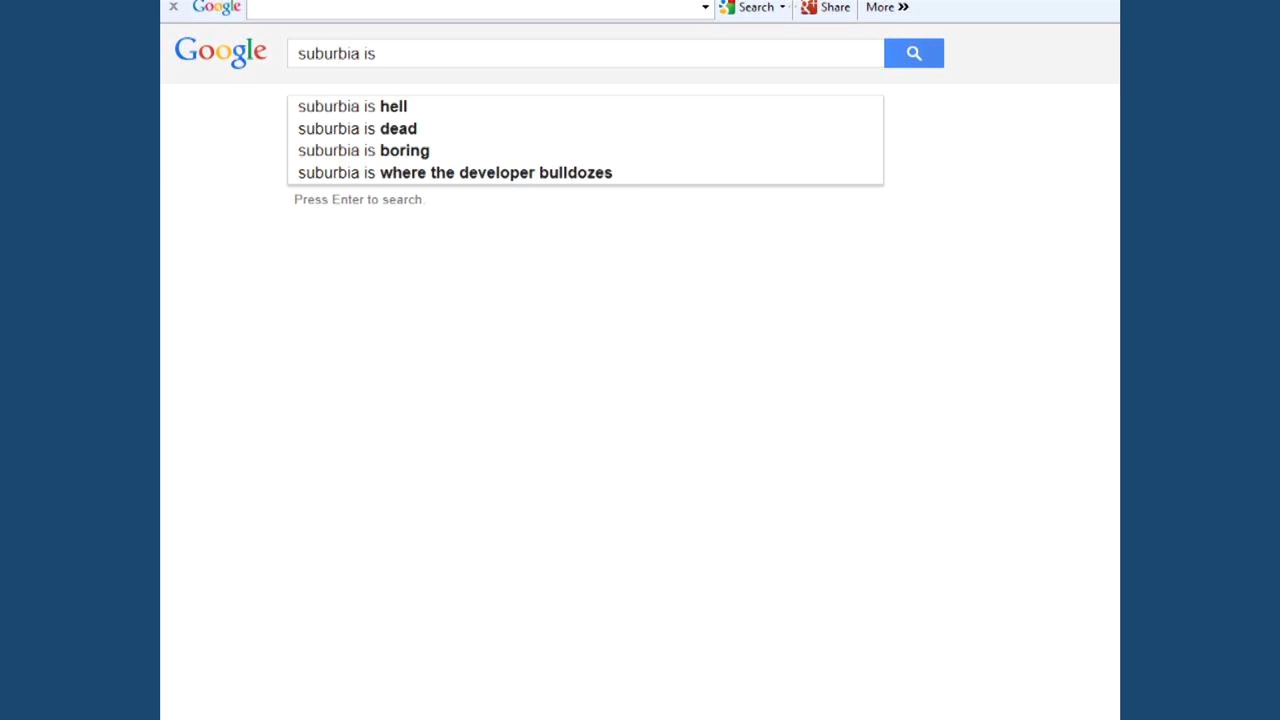 x Google Search Share More »
Google suburbia is
suburbia is hell
suburbia is dead
suburbia is boring
suburbia is where the developer bulldozes
Press Enter to search.